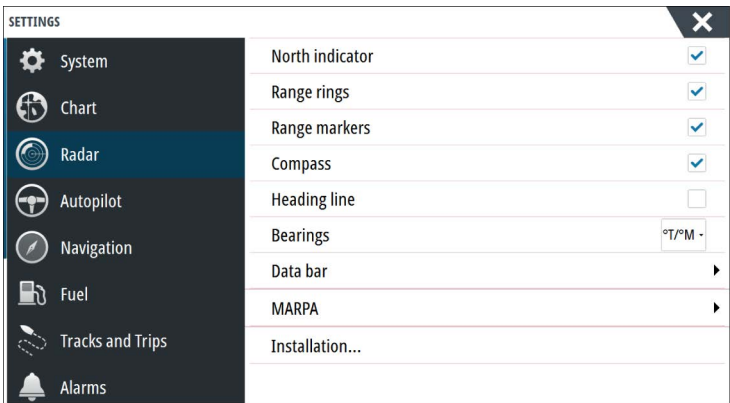 SETTINGS
System
Chart
Radar
Autopilot
Navigation
Fuel
Tracks and Trips
Alarms
North indicator
Range rings
Range markers
Compass
Heading line
Bearings °T/°M
Data bar
MARPA
Installation...